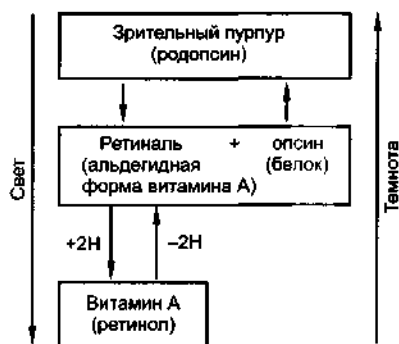 Зрительный пурпур
(родопсин)
Ретиналь + опсин
(альдегидная (белок)
форма витамина А)
Свет
Темнота
+2Н −2Н
Витамин А
(ретинол)